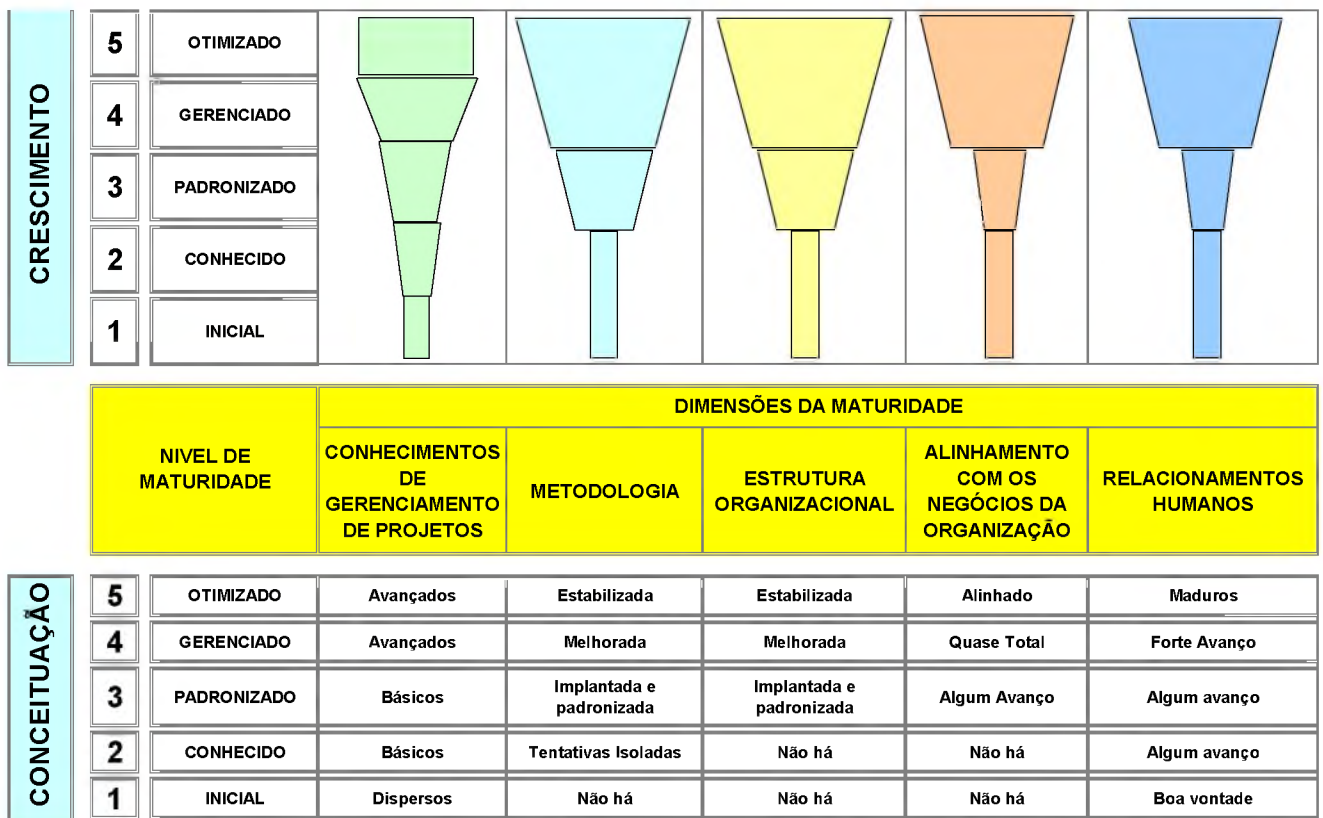 CRESCIMENTO
5 OTIMIZADO
4 GERENCIADO
3 PADRONIZADO
2 CONHECIDO
1 INICIAL
NIVEL DE
MATURIDADE
DIMENSÕES DA MATURIDADE
CONHECIMENTOS
DE
GERENCIAMENTO
DE PROJETOS
METODOLOGIA
ESTRUTURA
ORGANIZACIONAL
ALINHAMENTO
COM OS
NEGÓCIOS DA
ORGANIZAÇÃO
RELACIONAMENTOS
HUMANOS
CONCEITUAÇÃO
5 OTIMIZADO Avançados Estabilizada Estabilizada Alinhado Maduros
4 GERENCIADO Avançados Melhorada Melhorada Quase Total Forte Avanço
3 PADRONIZADO Básicos Implantada e padronizada Implantada e padronizada Algum Avanço Algum avanço
2 CONHECIDO Básicos Tentativas Isoladas Não há Não há Algum avanço
1 INICIAL Dispersos Não há Não há Não há Boa vontade